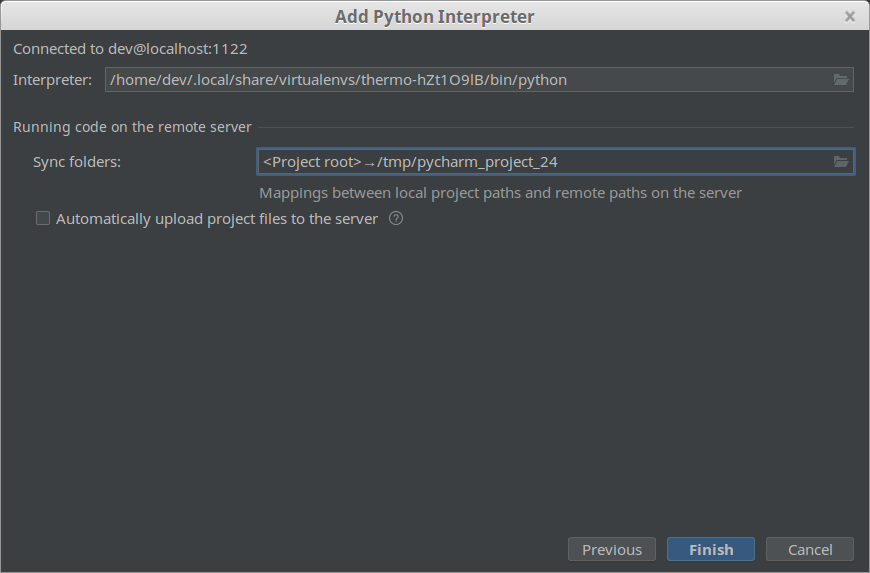 Add Python Interpreter
Connected to dev@localhost:1122
Interpreter: /home/dev/.local/share/virtualenvs/thermo-hZt1O9lB/bin/python
Running code on the remote server
Sync folders: <Project root>→/tmp/pycharm_project_24
Mappings between local project paths and remote paths on the server
Automatically upload project files to the server ?
Previous Finish Cancel